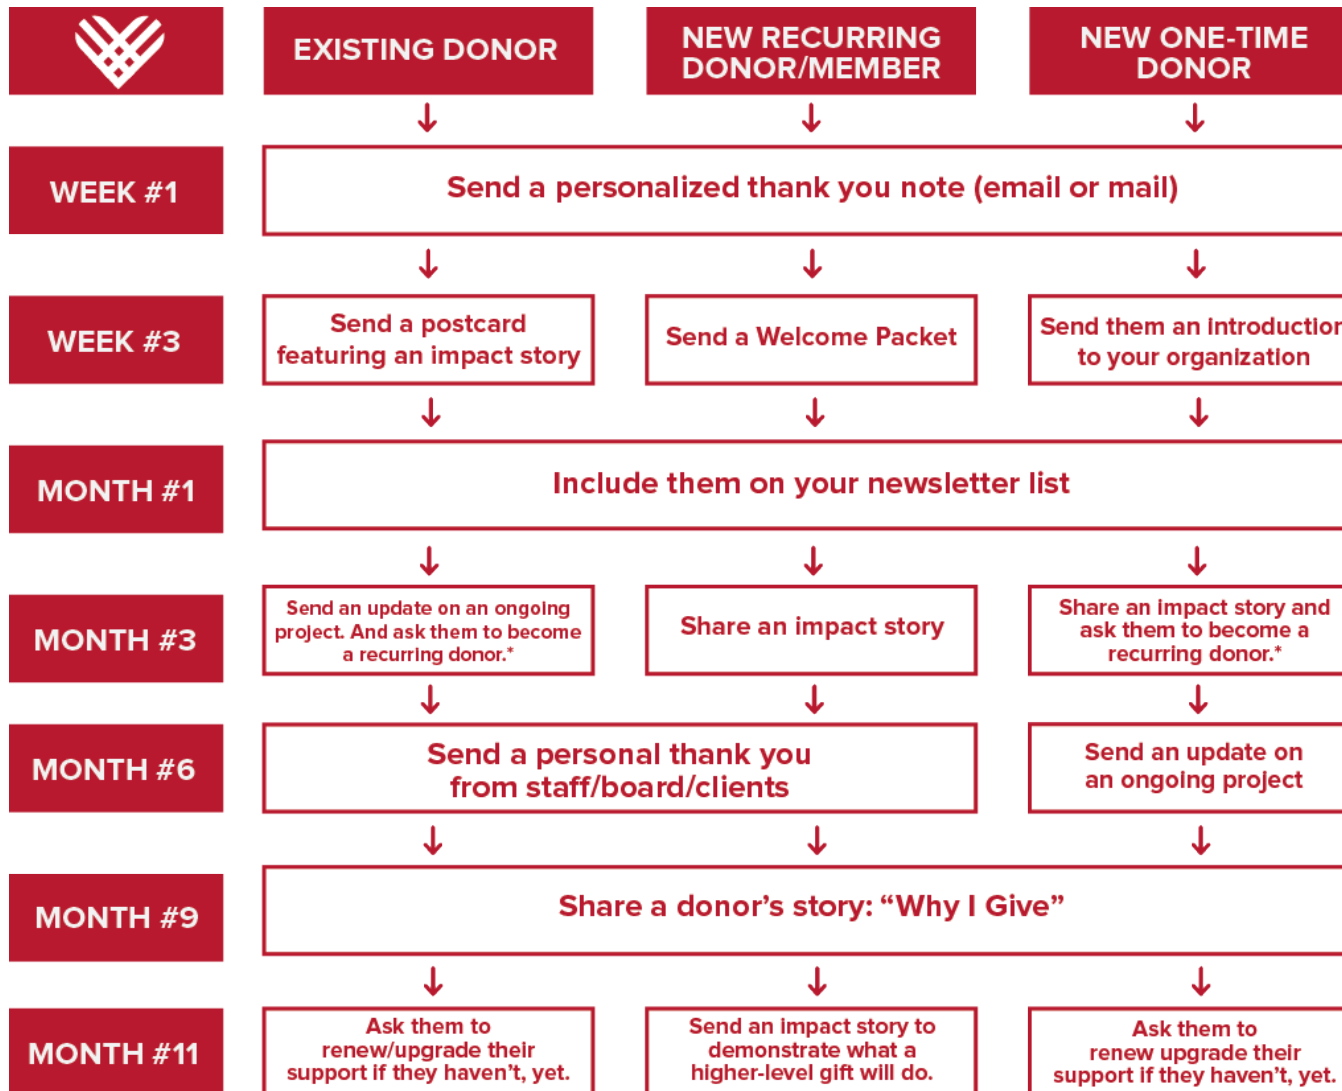 EXISTING DONOR
NEW RECURRING
DONOR/MEMBER
NEW ONE-TIME
DONOR
WEEK #1
Send a personalized thank you note (email or mail)
WEEK #3
Send a postcard
featuring an impact story
Send a Welcome Packet
Send them an introduction
to your organization
MONTH #1
Include them on your newsletter list
MONTH #3
Send an update on an ongoing
project. And ask them to become
a recurring donor.*
Share an impact story
Share an impact story and
ask them to become a
recurring donor.*
MONTH #6
Send a personal thank you
from staff/board/clients
Send an update on
an ongoing project
MONTH #9
Share a donor's story: “Why I Give”
MONTH #11
Ask them to
renew/upgrade their
support if they haven't, yet.
Send an impact story to
demonstrate what a
higher-level gift will do.
Ask them to
renew upgrade their
support if they haven't, yet.